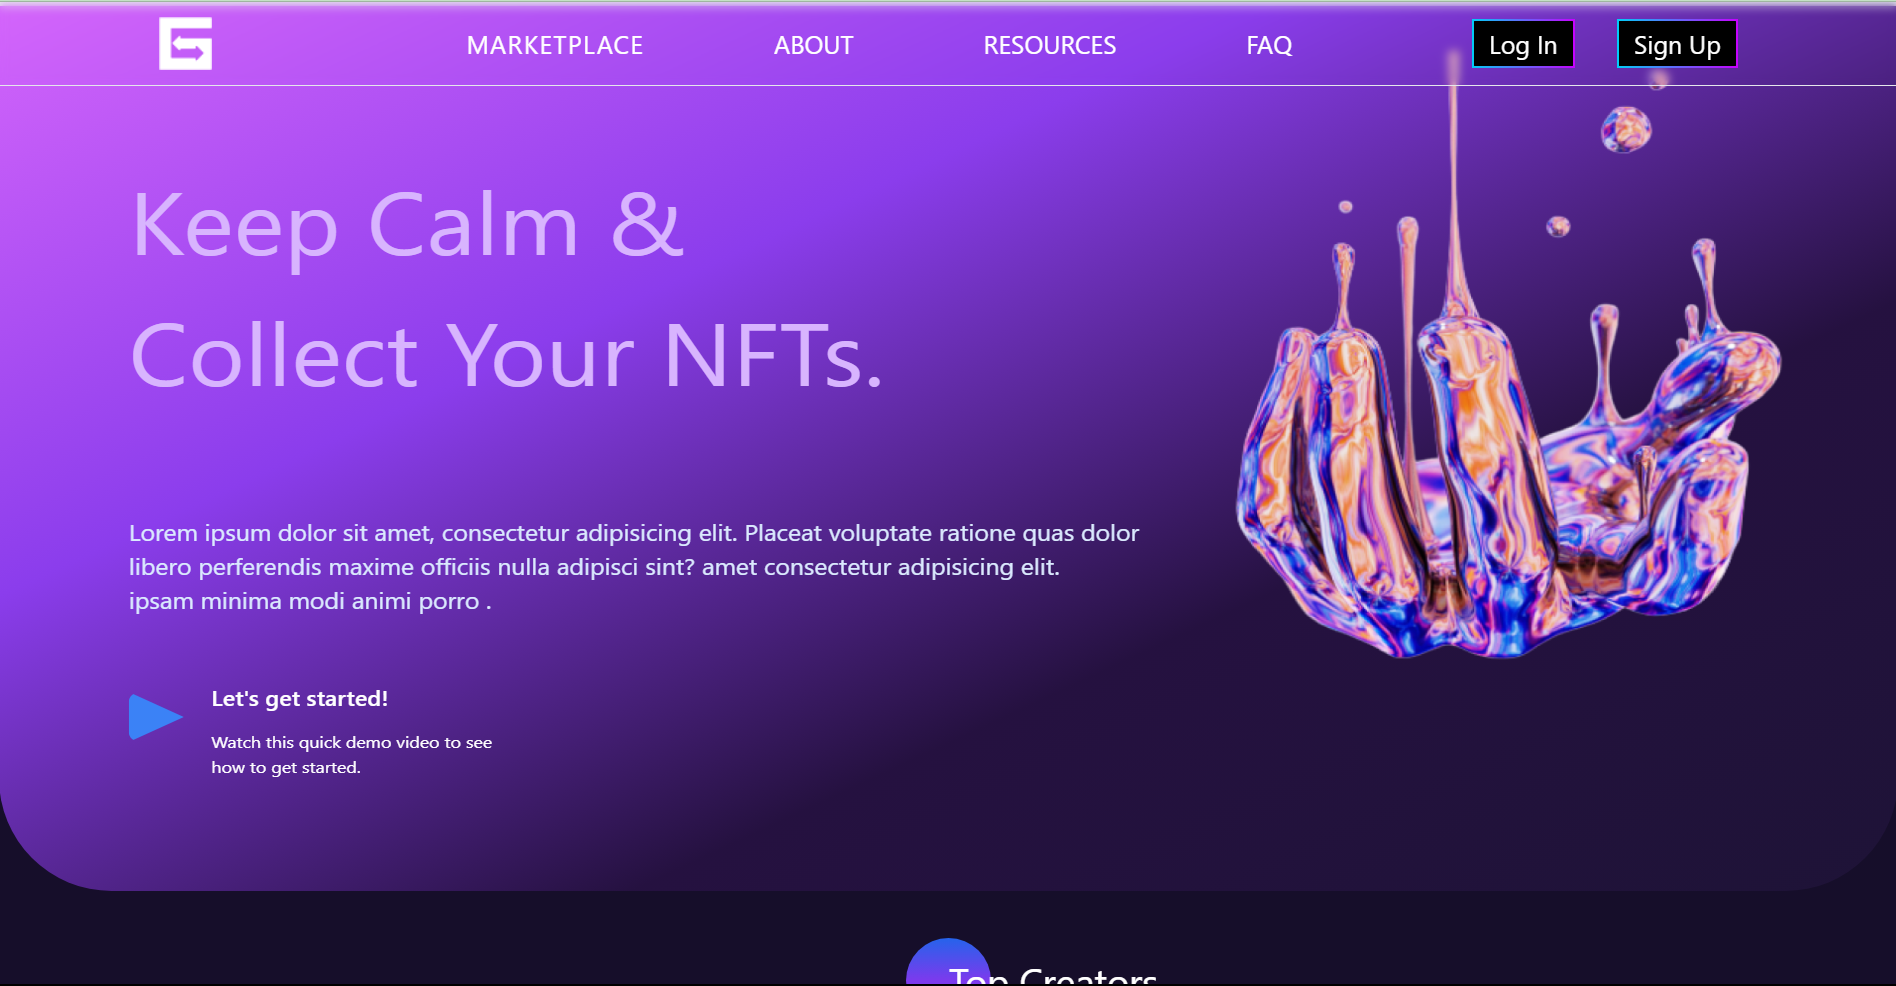 MARKETPLACE ABOUT RESOURCES FAQ Log In Sign Up
Keep Calm &
Collect Your NFTs.
Lorem ipsum dolor sit amet, consectetur adipisicing elit. Placeat voluptate ratione quas dolor
libero perferendis maxime officiis nulla adipisci sint? amet consectetur adipisicing elit.
ipsam minima modi animi porro .
Let's get started!
Watch this quick demo video to see
how to get started.
Top Creators